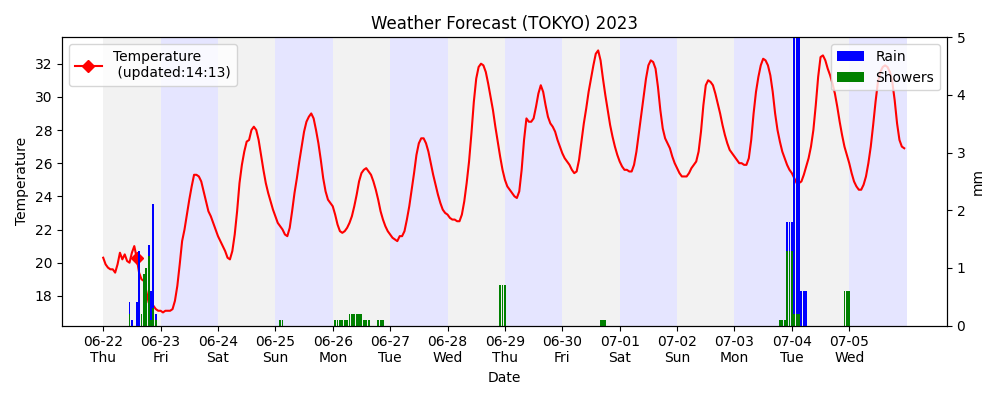 Weather Forecast (TOKYO) 2023
Temperature
(updated:14:13)
Rain
Showers
Temperature
32
30
28
26
24
22
20
18
5
4
3
2
1
0
mm
06-22 06-23 06-24 06-25 06-26 06-27 06-28 06-29 06-30 07-01 07-02 07-03 07-04 07-05
Thu Fri Sat Sun Mon Tue Wed Thu Fri Sat Sun Mon Tue Wed
Date